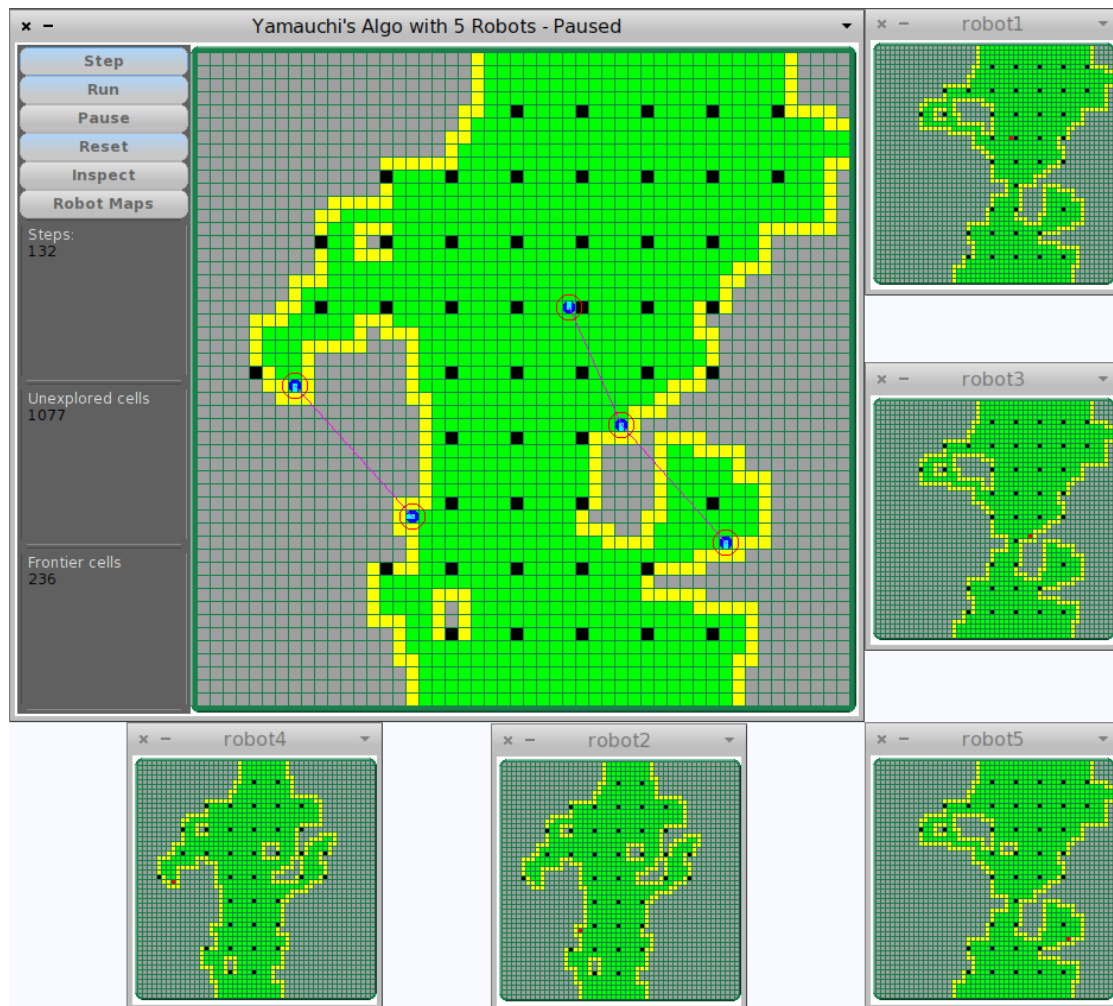 Yamauchi's Algo with 5 Robots - Paused
Step
Run
Pause
Reset
Inspect
Robot Maps
Steps:
132
Unexplored cells
1077
Frontier cells
236
robot1
robot3
robot4
robot2
robot5